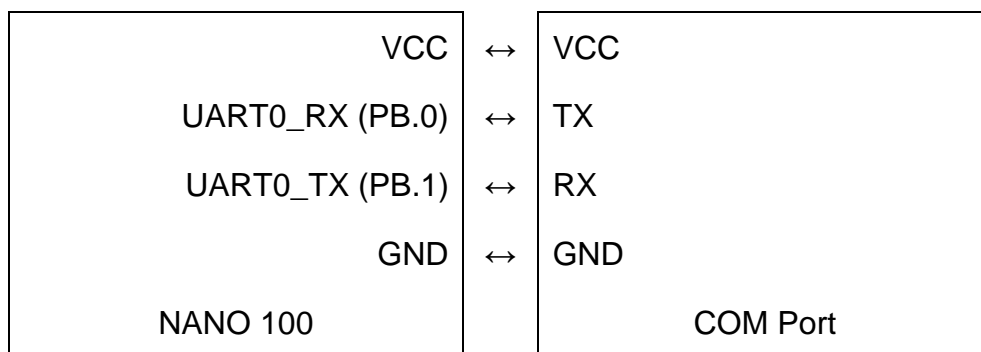 VCC ↔ VCC
UART0_RX (PB.0) ↔ TX
UART0_TX (PB.1) ↔ RX
GND ↔ GND
NANO 100 COM Port